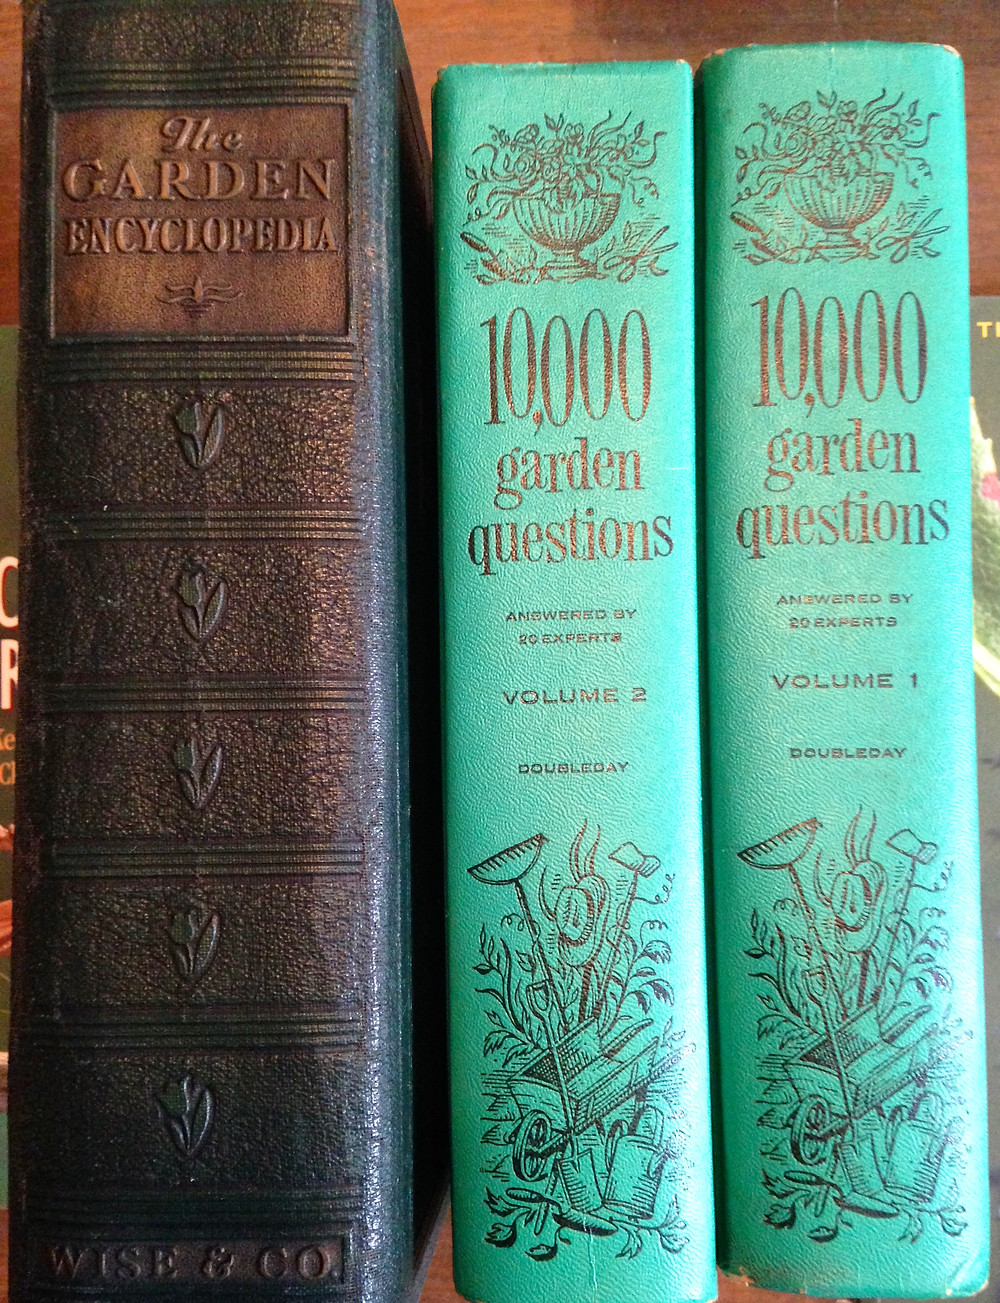 The
GARDEN
ENCYCLOPEDIA
WISE & CO.
10,000
garden
questions
ANSWERED BY
20 EXPERTS
VOLUME 2
DOUBLEDAY
10,000
garden
questions
ANSWERED BY
20 EXPERTS
VOLUME 1
DOUBLEDAY